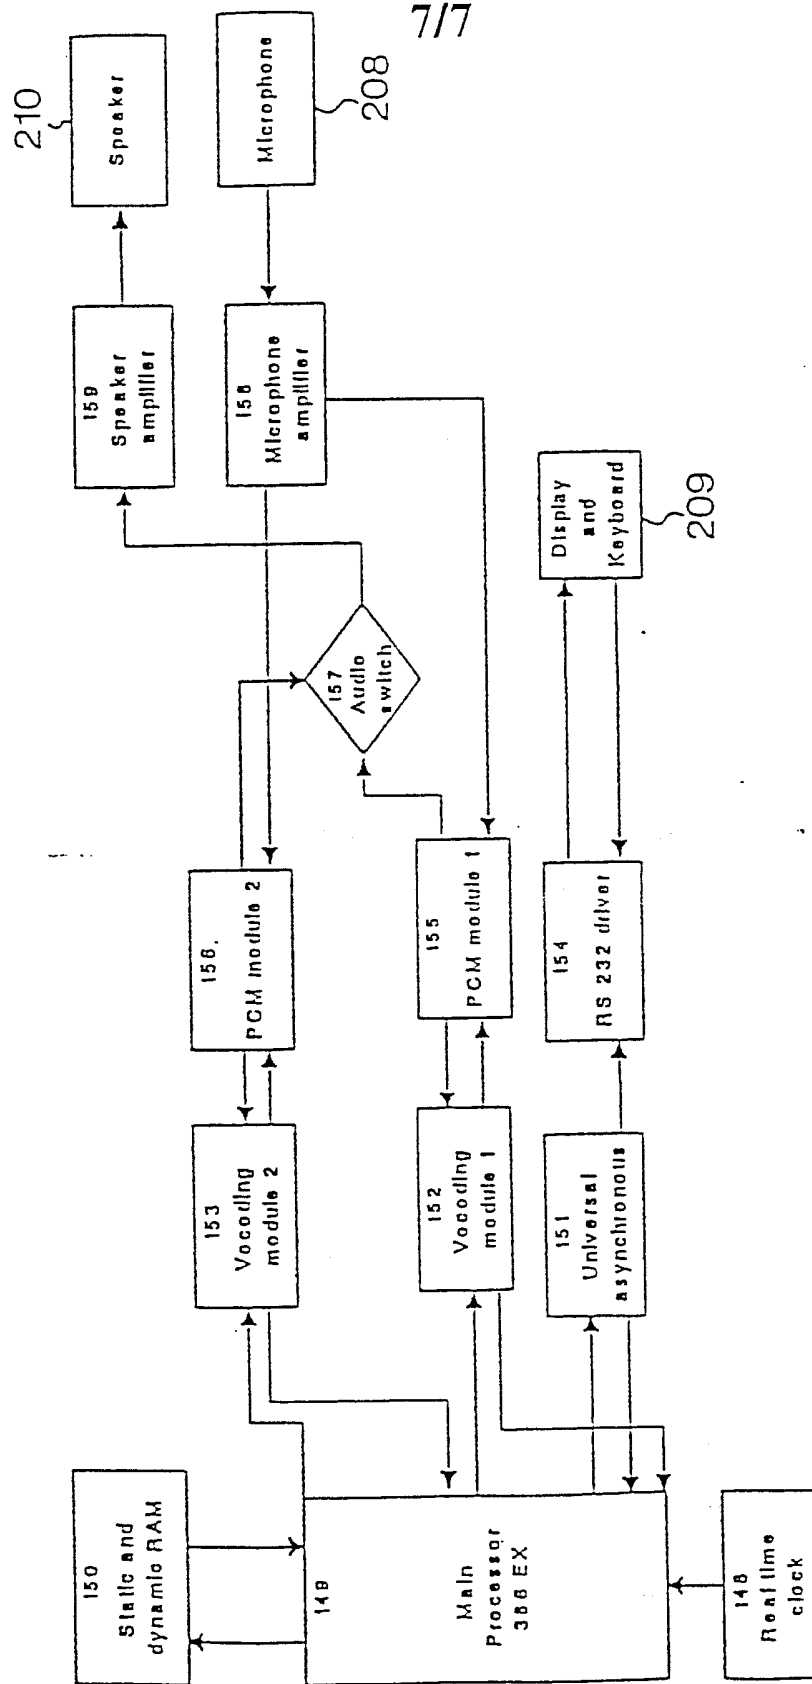 7/7
210
Speaker
Microphone
208
159
Speaker
amplifier
158
Microphone
amplifier
157
Audio
switch
Display
and
Keyboard
209
156.
PCM module 2
155
PCM module 1
154
RS 232 driver
153
Vocoding
module 2
152
Vocoding
module 1
151
Universal
asynchronous
150
Static and
dynamic RAM
149
Main
Processor
386 EX
148
Real time
clock